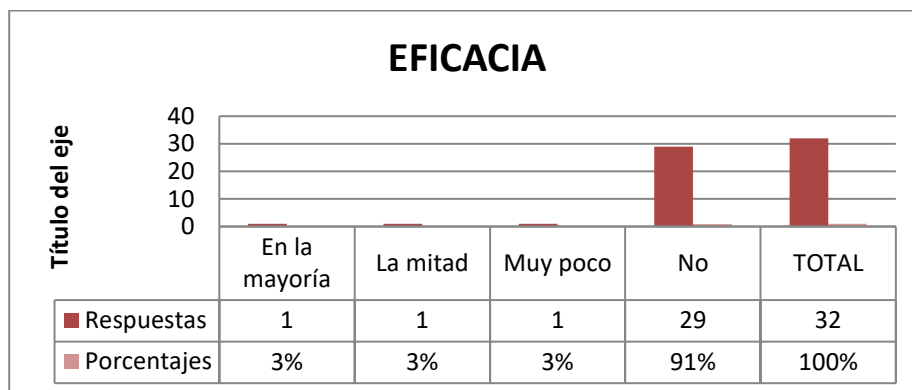 EFICACIA
Título del eje
40
30
20
10
0
En la mayoría La mitad Muy poco No TOTAL
Respuestas 1 1 1 29 32
Porcentajes 3% 3% 3% 91% 100%